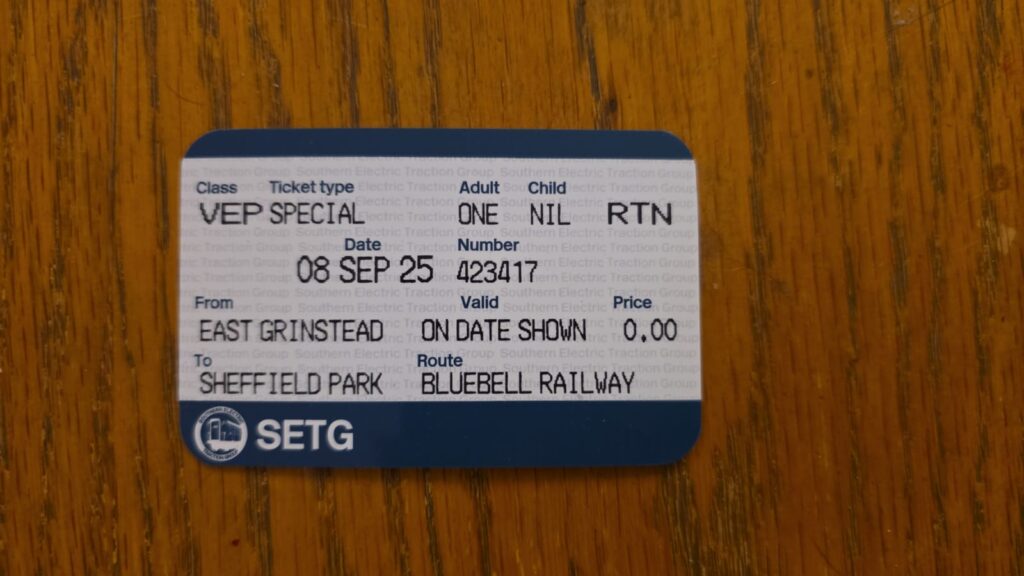 Class Ticket type Adult Child
VEP SPECIAL ONE NIL RTN
Date Number
08 SEP 25 423417
From Valid Price
EAST GRINSTEAD ON DATE SHOWN 0.00
To Route
SHEFFIELD PARK BLUEBELL RAILWAY
SETG